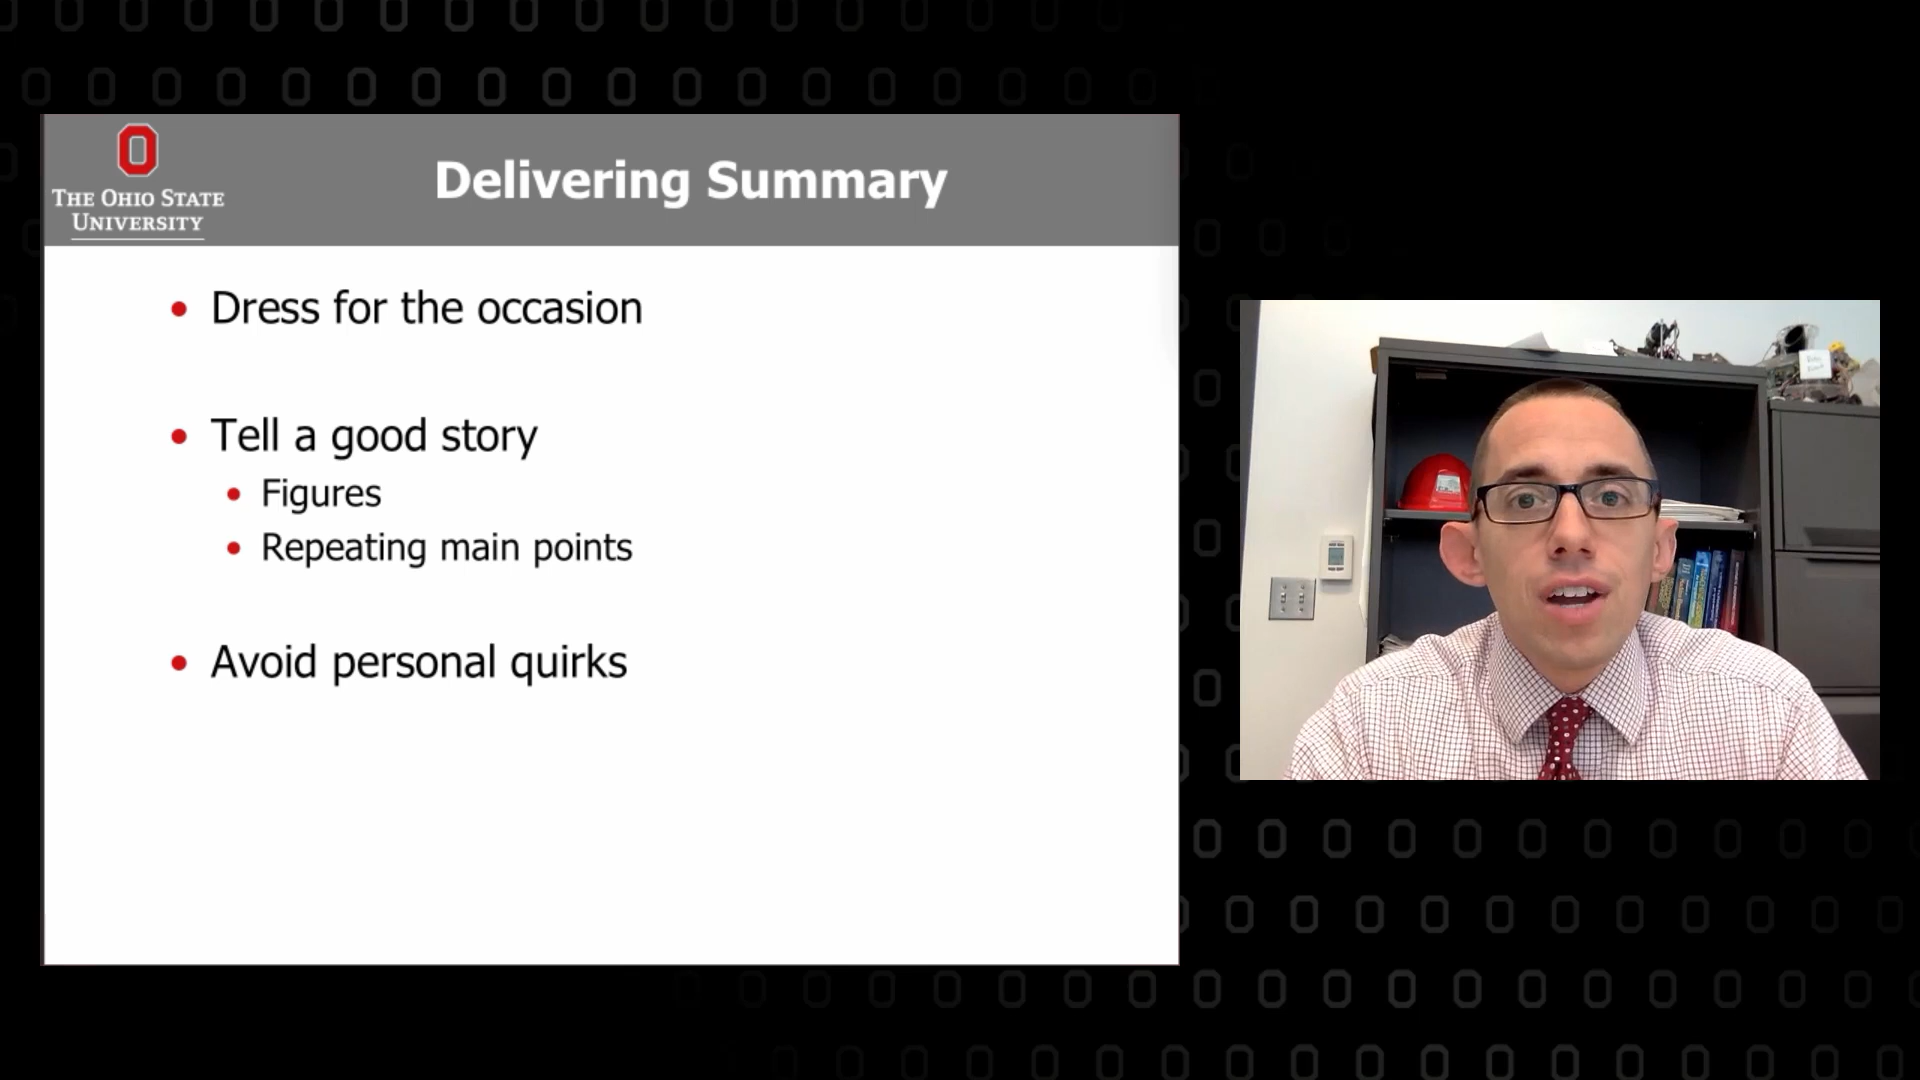 THE OHIO STATE
UNIVERSITY
Delivering Summary
• Dress for the occasion
• Tell a good story
• Figures
• Repeating main points
• Avoid personal quirks